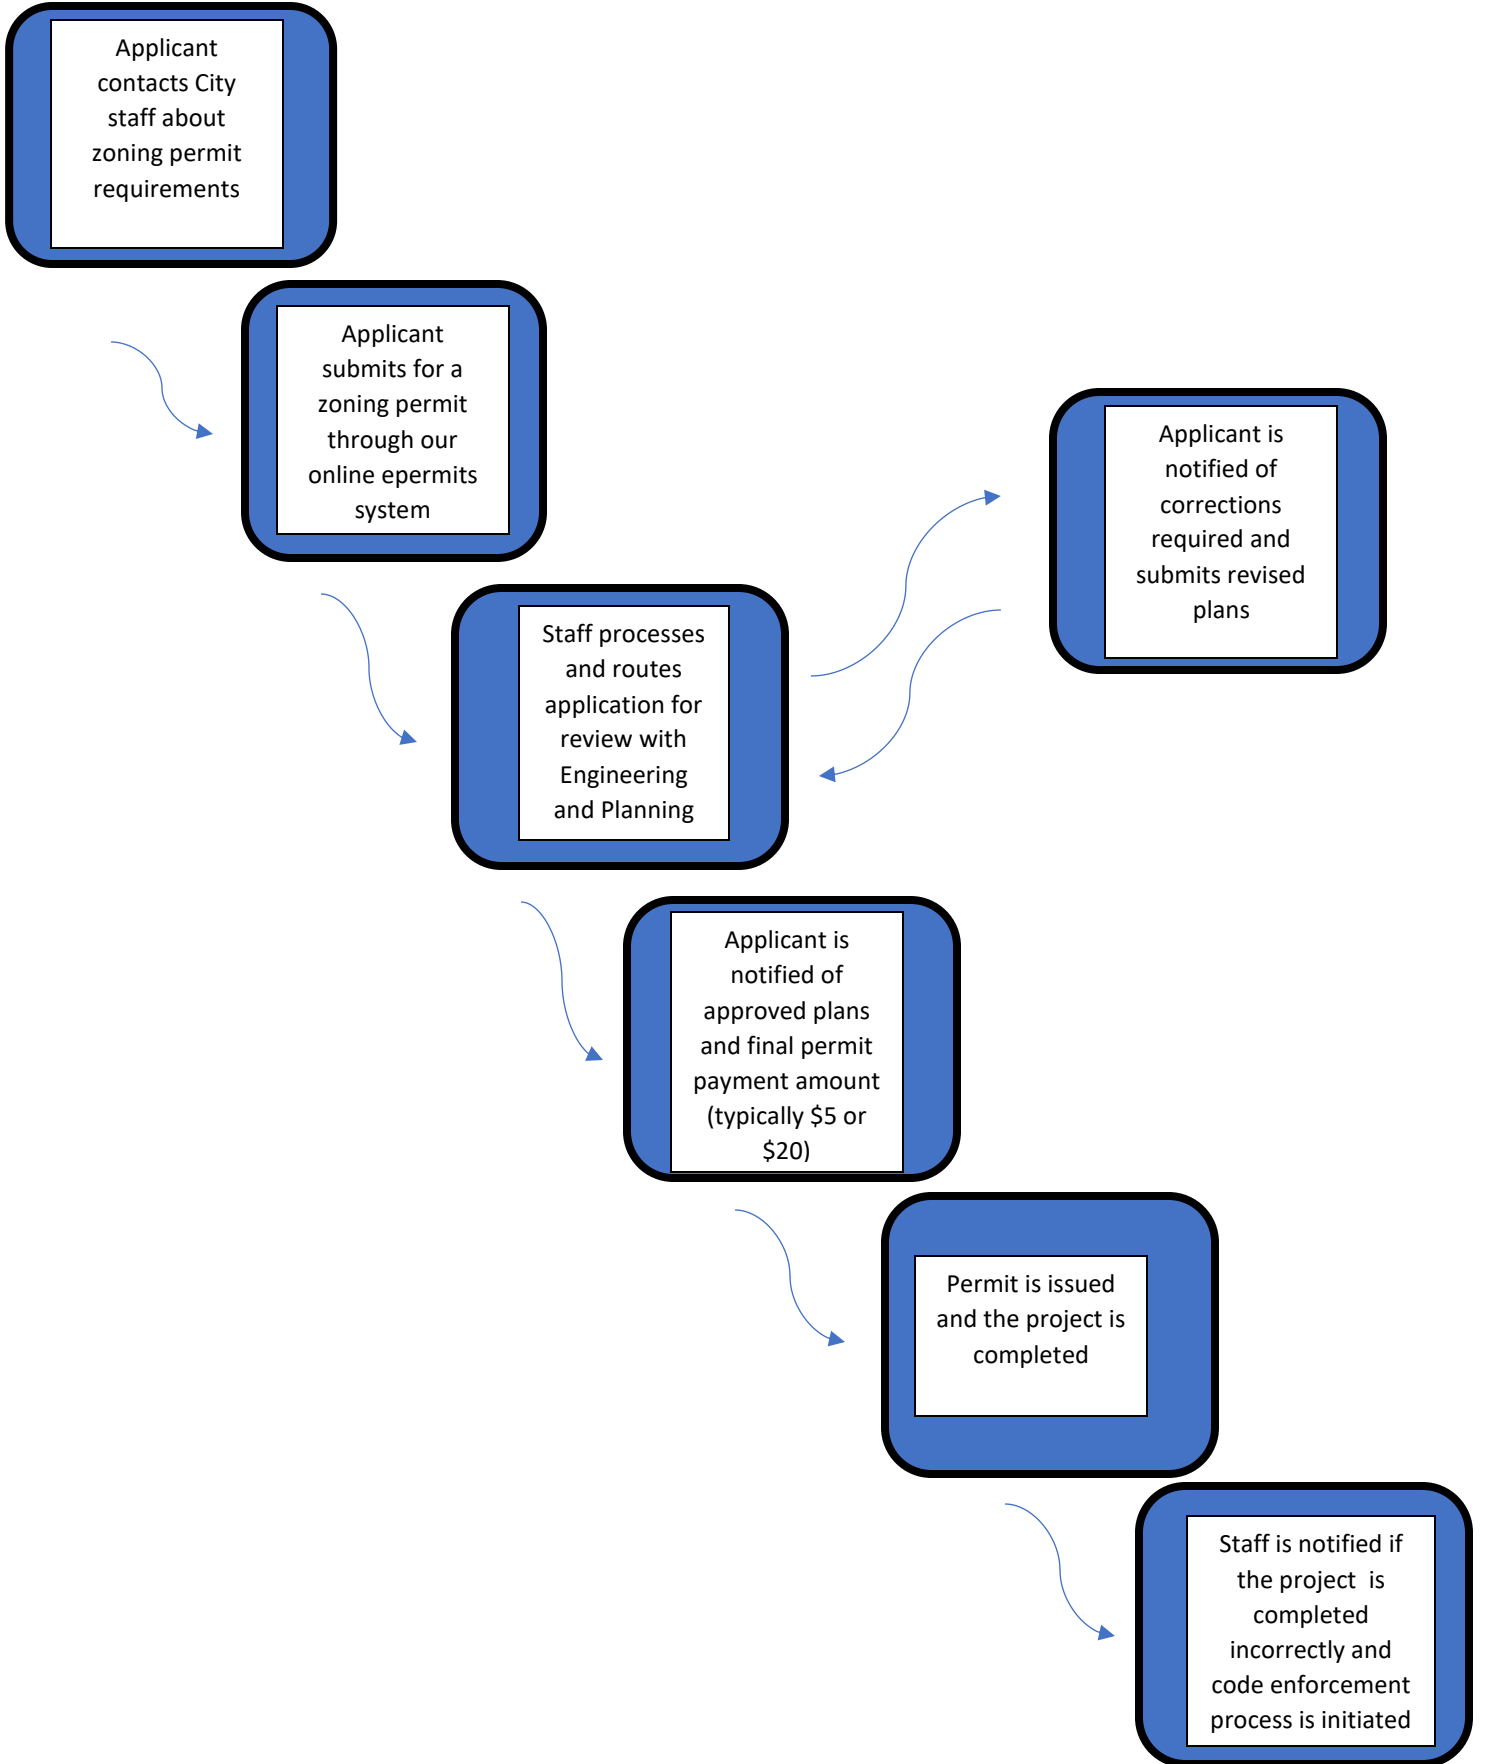 Applicant
contacts City
staff about
zoning permit
requirements
Applicant
submits for a
zoning permit
through our
online epermits
system
Applicant is
notified of
corrections
required and
submits revised
plans
Staff processes
and routes
application for
review with
Engineering
and Planning
Applicant is
notified of
approved plans
and final permit
payment amount
(typically $5 or
$20)
Permit is issued
and the project is
completed
Staff is notified if
the project  is
completed
incorrectly and
code enforcement
process is initiated